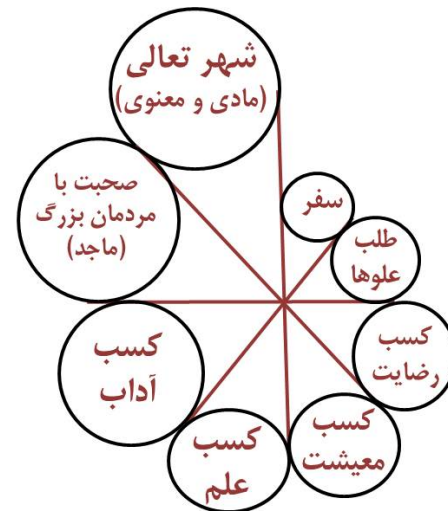 شهر تعالی
(مادی و معنوی)
سفر
صحبت با
مردمان بزرگ
(ماجد)
طلب
علوها
کسب
رضایت
کسب
آداب
کسب
معیشت
کسب
علم